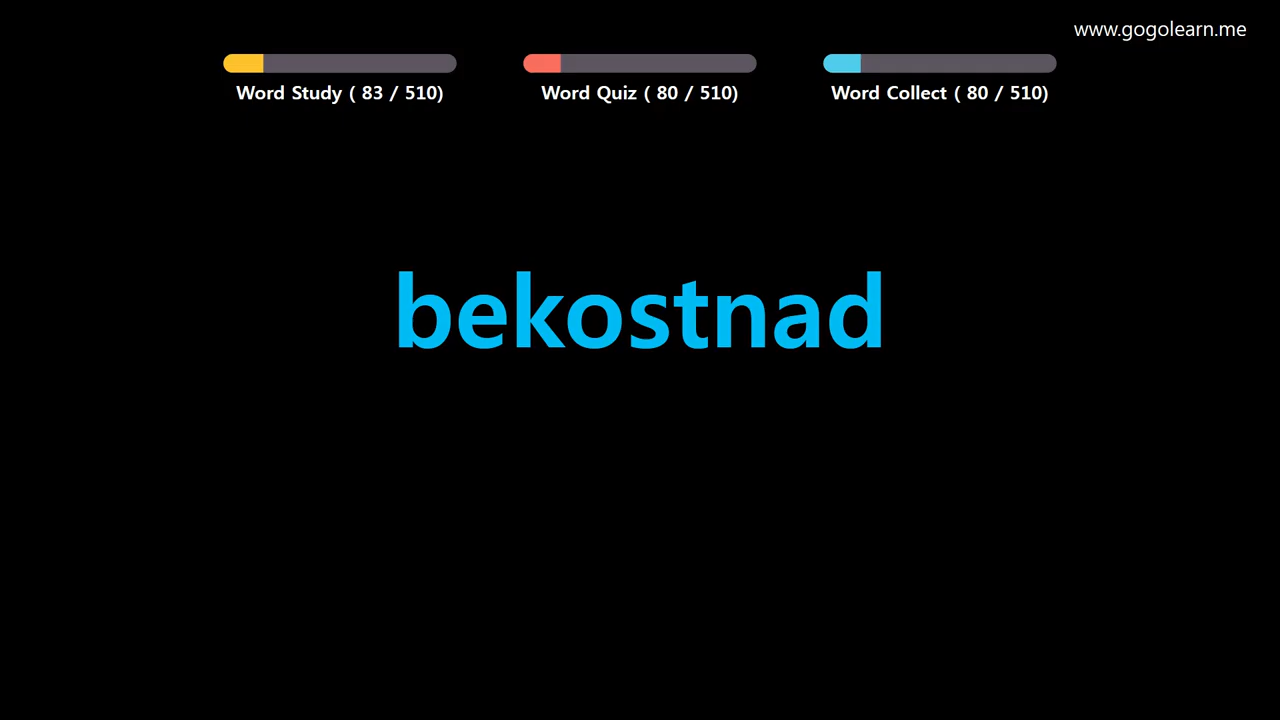 www.gogolearn.me
Word Study ( 83 / 510)
Word Quiz ( 80 / 510)
Word Collect ( 80 / 510)
bekostnad